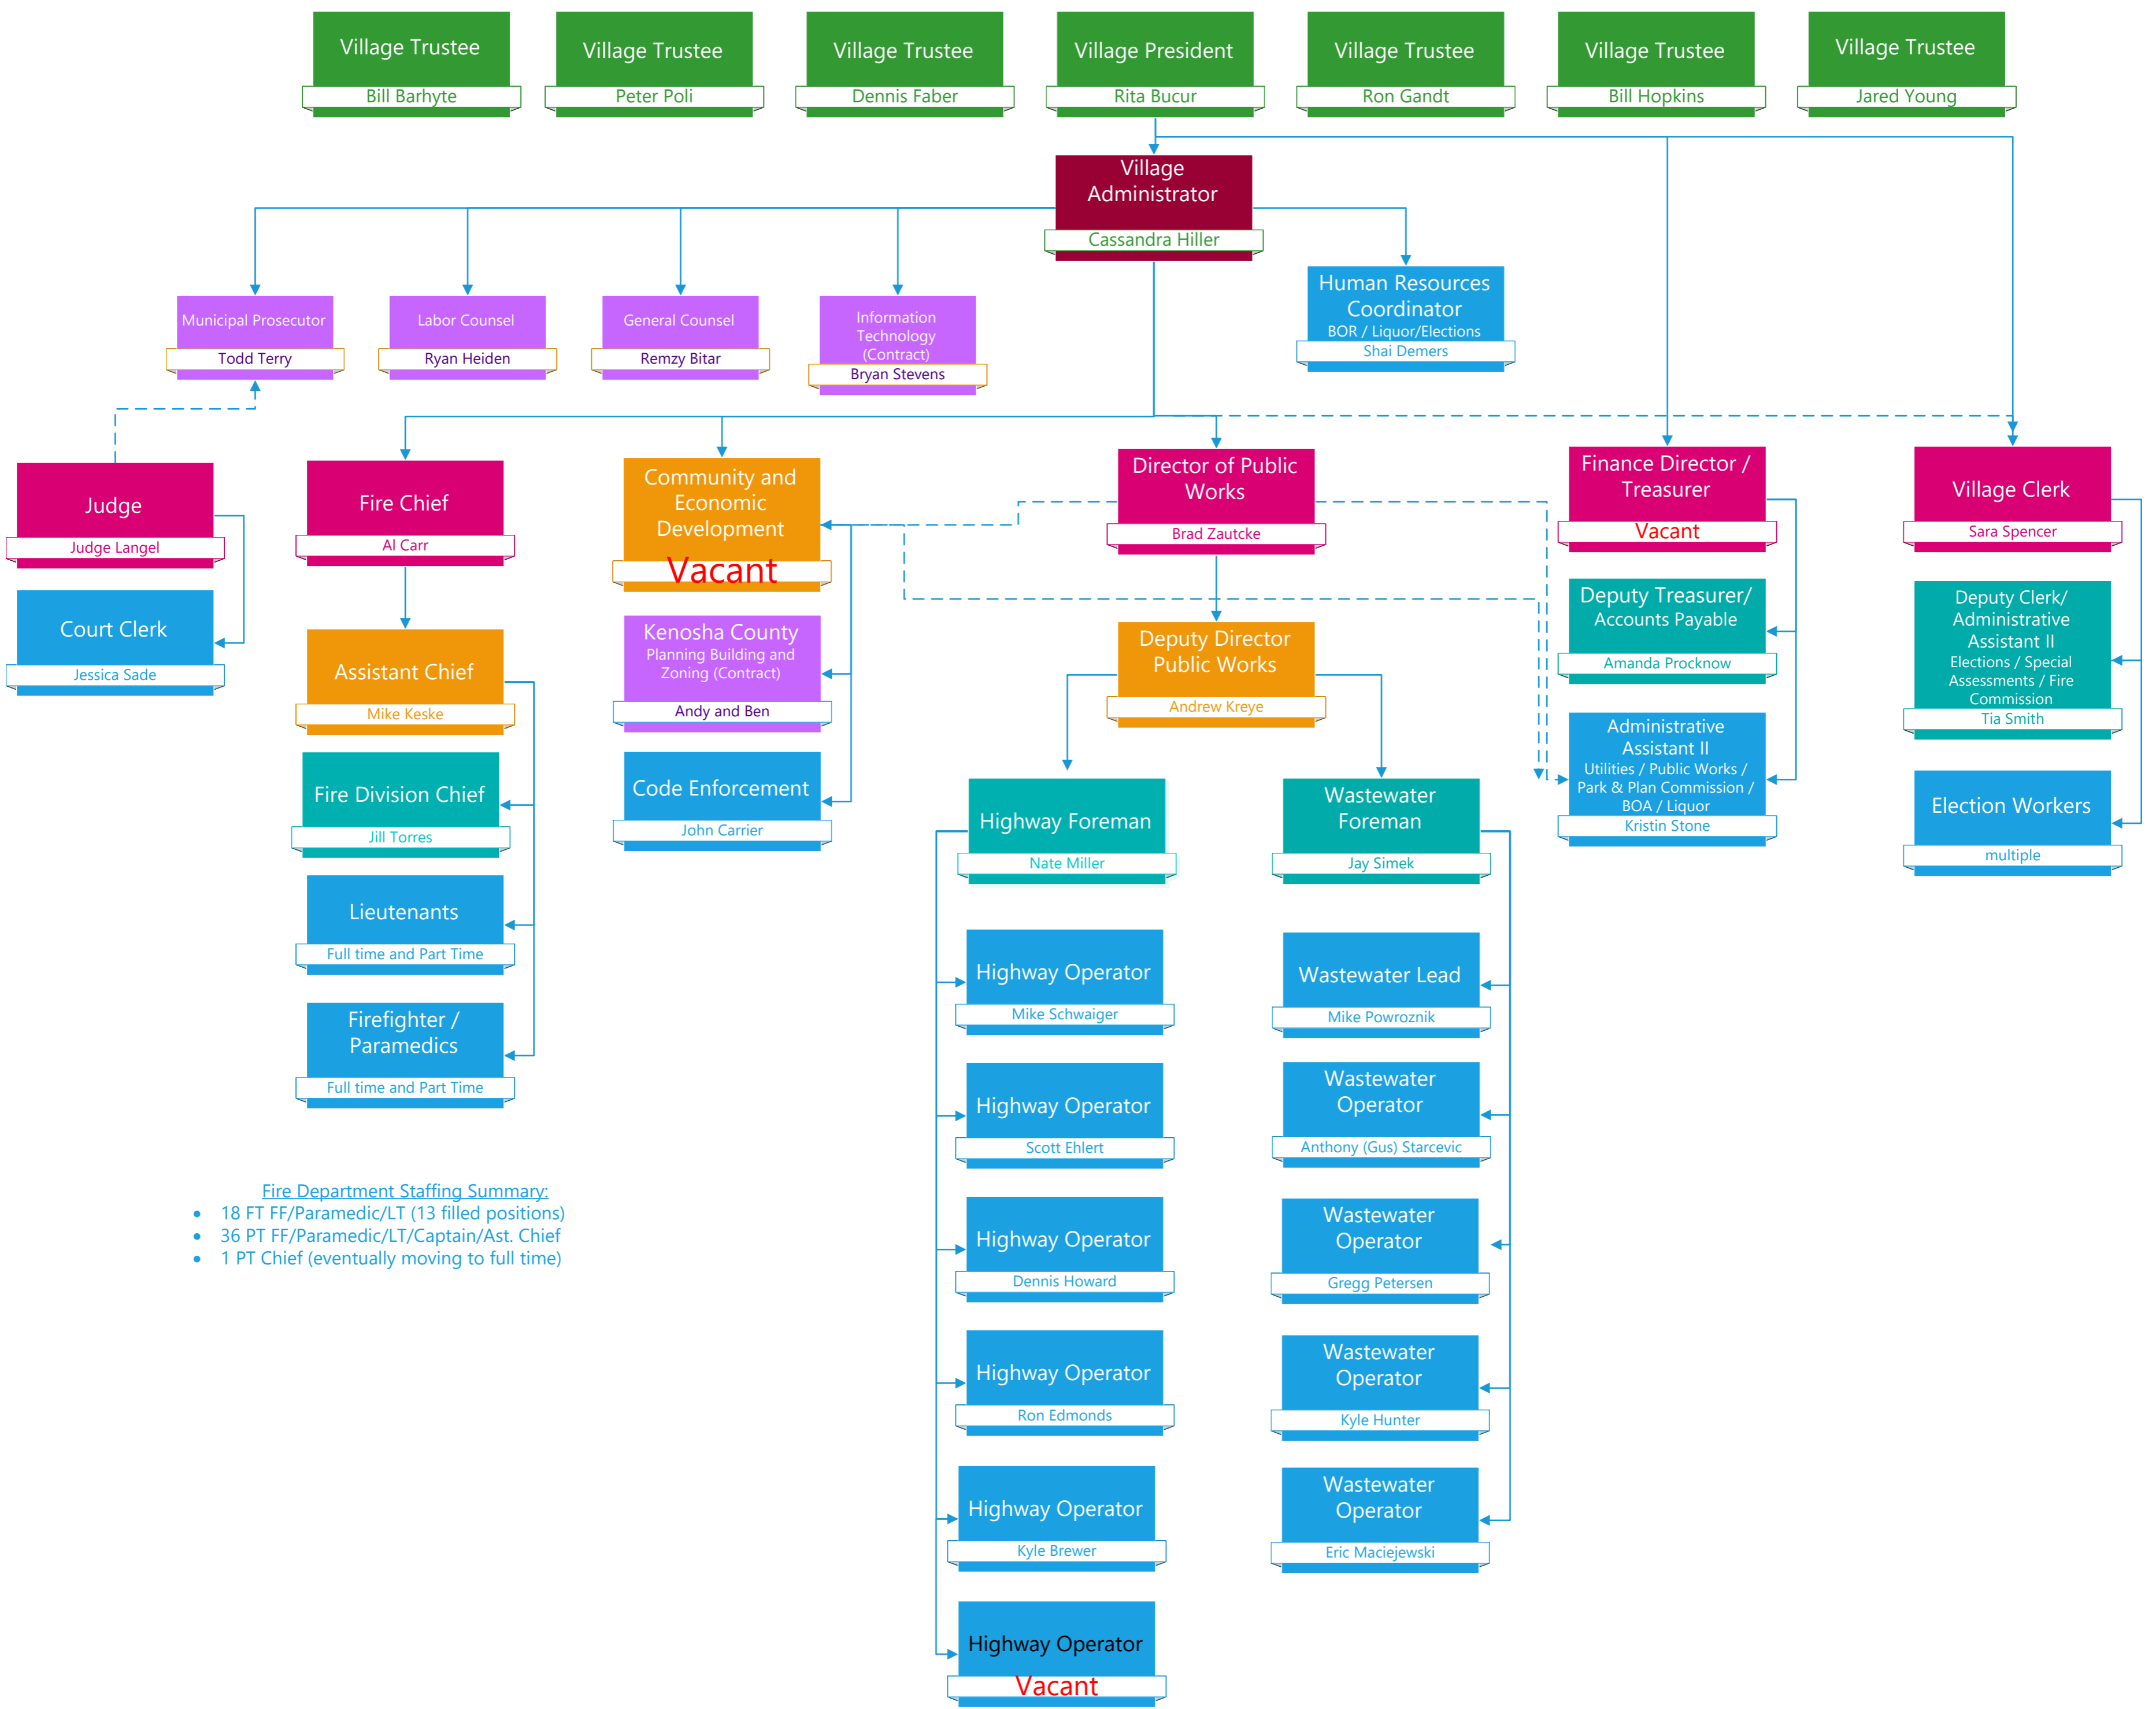 Village Trustee
Bill Barhyte
Village Trustee
Peter Poli
Village Trustee
Dennis Faber
Village President
Rita Bucur
Village Trustee
Ron Gandt
Village Trustee
Bill Hopkins
Village Trustee
Jared Young
Village
Administrator
Cassandra Hiller
Municipal Prosecutor
Todd Terry
Labor Counsel
Ryan Heiden
General Counsel
Remzy Bitar
Information
Technology
(Contract)
Bryan Stevens
Human Resources
Coordinator
BOR / Liquor/Elections
Shai Demers
Judge
Judge Langel
Court Clerk
Jessica Sade
Fire Chief
Al Carr
Assistant Chief
Mike Keske
Fire Division Chief
Jill Torres
Lieutenants
Full time and Part Time
Firefighter /
Paramedics
Full time and Part Time
Fire Department Staffing Summary:
• 18 FT FF/Paramedic/LT (13 filled positions)
• 36 PT FF/Paramedic/LT/Captain/Ast. Chief
• 1 PT Chief (eventually moving to full time)
Community and
Economic
Development
Vacant
Kenosha County
Planning Building and
Zoning (Contract)
Andy and Ben
Code Enforcement
John Carrier
Director of Public
Works
Brad Zautcke
Deputy Director
Public Works
Andrew Kreye
Highway Foreman
Nate Miller
Highway Operator
Mike Schwaiger
Highway Operator
Scott Ehlert
Highway Operator
Dennis Howard
Highway Operator
Ron Edmonds
Highway Operator
Kyle Brewer
Highway Operator
Vacant
Wastewater
Foreman
Jay Simek
Wastewater Lead
Mike Powroznik
Wastewater
Operator
Anthony (Gus) Starcevic
Wastewater
Operator
Gregg Petersen
Wastewater
Operator
Kyle Hunter
Wastewater
Operator
Eric Maciejewski
Finance Director /
Treasurer
Vacant
Deputy Treasurer/
Accounts Payable
Amanda Procknow
Administrative
Assistant II
Utilities / Public Works /
Park & Plan Commission /
BOA / Liquor
Kristin Stone
Village Clerk
Sara Spencer
Deputy Clerk/
Administrative
Assistant II
Elections / Special
Assessments / Fire
Commission
Tia Smith
Election Workers
multiple